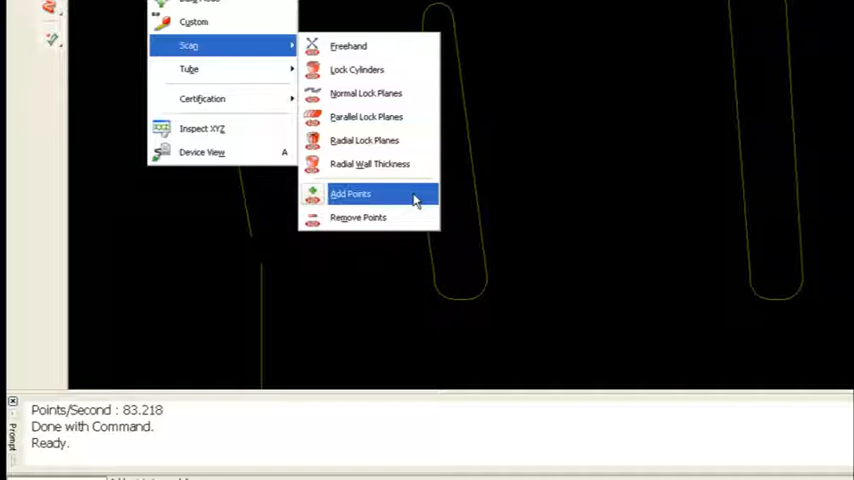 Custom
Scan
Tube
Certification
Inspect XYZ
Device View A
Freehand
Lock Cylinders
Normal Lock Planes
Parallel Lock Planes
Radial Lock Planes
Radial Wall Thickness
Add Points
Remove Points
Prompt
Points/Second : 83.218
Done with Command.
Ready.